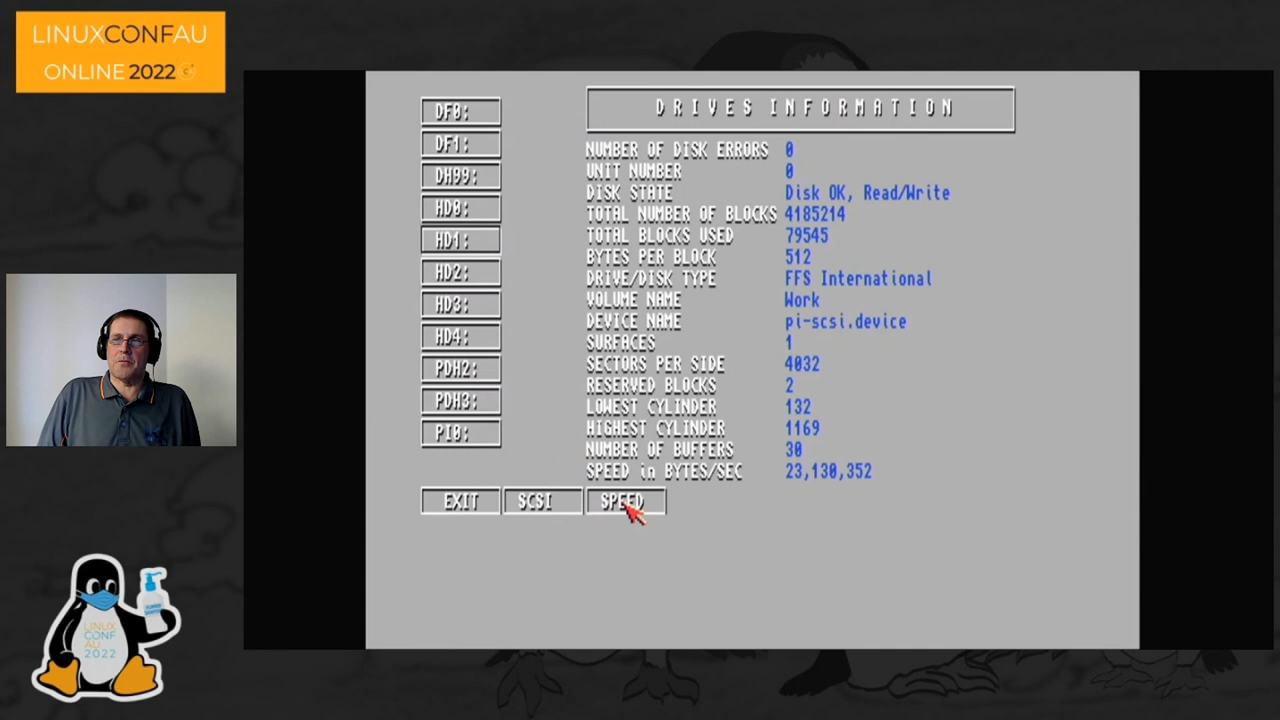 LINUXCONFAU
ONLINE 2022
DF0:
DF1:
DH99:
HD0:
HD1:
HD2:
HD3:
HD4:
PDH2:
PDH3:
PI0:
DRIVES INFORMATION
NUMBER OF DISK ERRORS 0
UNIT NUMBER 0
DISK STATE Disk OK, Read/Write
TOTAL NUMBER OF BLOCKS 4185214
TOTAL BLOCKS USED 79545
BYTES PER BLOCK 512
DRIVE/DISK TYPE FFS International
VOLUME NAME Work
DEVICE NAME pi-scsi.device
SURFACES 1
SECTORS PER SIDE 4032
RESERVED BLOCKS 2
LOWEST CYLINDER 132
HIGHEST CYLINDER 1169
NUMBER OF BUFFERS 30
SPEED in BYTES/SEC 23,130,352
EXIT SCSI SPEED
LINUX
CONF
AU
2022